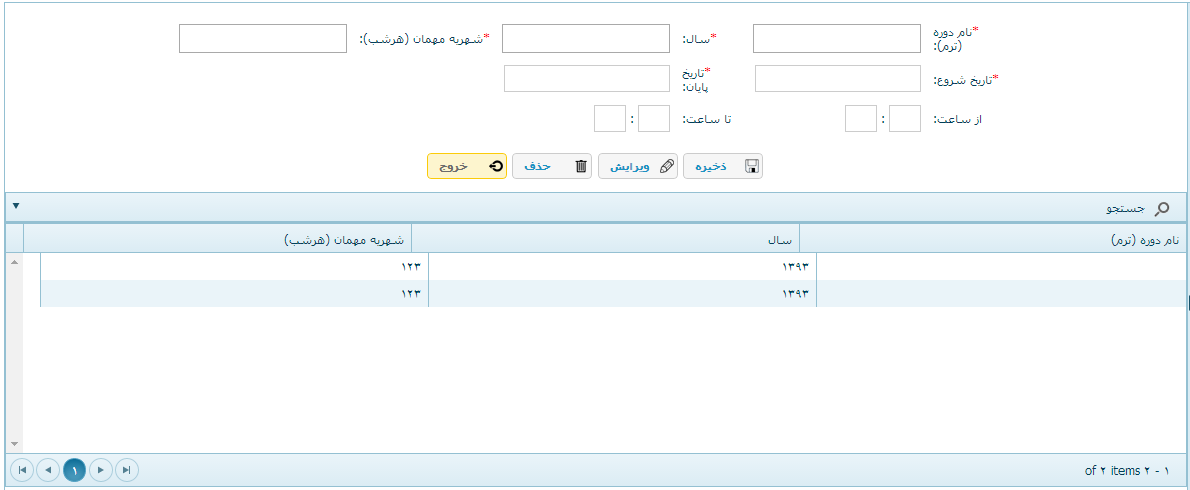 *نام دوره
(ترم):
*سال:
*شهریه مهمان (هرشب):
*تاریخ شروع:
*تاریخ
پایان:
از ساعت:
:
تا ساعت:
:
ذخیره
ویرایش
حذف
خروج
جستجو
نام دوره (ترم)
سال
شهریه مهمان (هرشب)
۱۳۹۳
۱۲۳
۱۳۹۳
۱۲۳
۱ - ۲ of ۲ items
۱